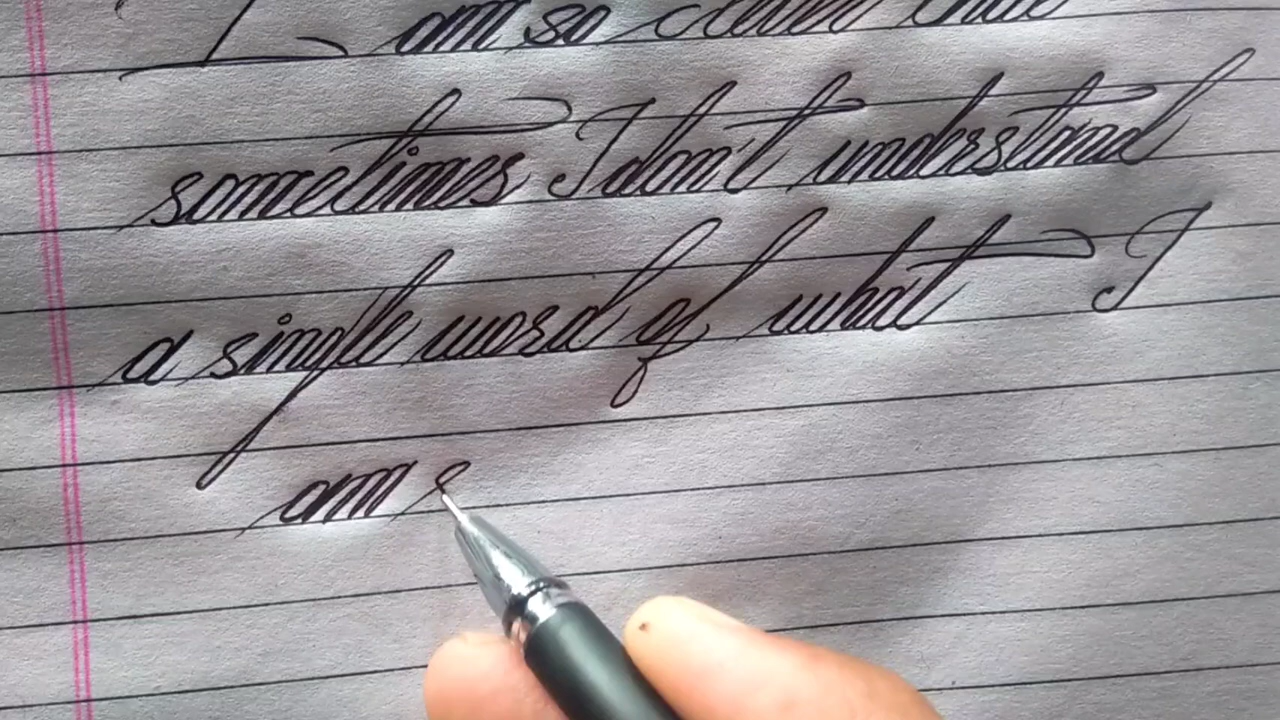 I am so clever that
sometimes I don't understand
a single word of what I
am s